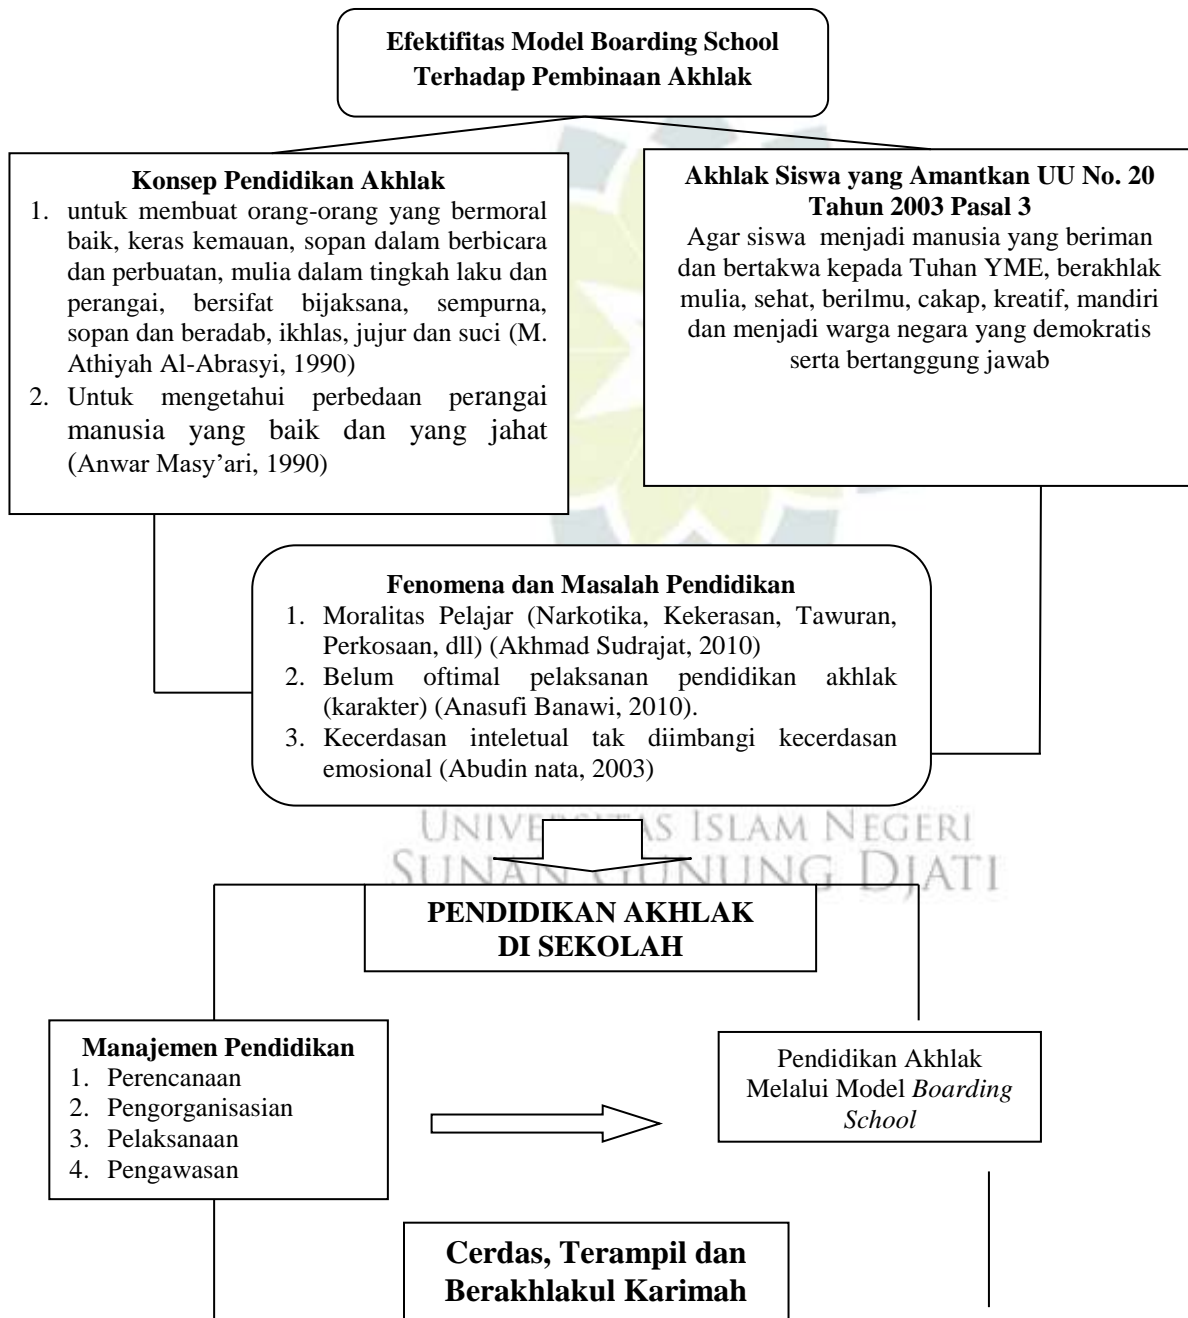 Efektifitas Model Boarding School
Terhadap Pembinaan Akhlak
Konsep Pendidikan Akhlak
1. untuk membuat orang-orang yang bermoral
baik, keras kemauan, sopan dalam berbicara
dan perbuatan, mulia dalam tingkah laku dan
perangai, bersifat bijaksana, sempurna,
sopan dan beradab, ikhlas, jujur dan suci (M.
Athiyah Al-Abrasyi, 1990)
2. Untuk mengetahui perbedaan perangai
manusia yang baik dan yang jahat
(Anwar Masy’ari, 1990)
Akhlak Siswa yang Amantkan UU No. 20
Tahun 2003 Pasal 3
Agar siswa menjadi manusia yang beriman
dan bertakwa kepada Tuhan YME, berakhlak
mulia, sehat, berilmu, cakap, kreatif, mandiri
dan menjadi warga negara yang demokratis
serta bertanggung jawab
Fenomena dan Masalah Pendidikan
1. Moralitas Pelajar (Narkotika, Kekerasan, Tawuran,
Perkosaan, dll) (Akhmad Sudrajat, 2010)
2. Belum oftimal pelaksanan pendidikan akhlak
(karakter) (Anasufi Banawi, 2010).
3. Kecerdasan inteletual tak diimbangi kecerdasan
emosional (Abudin nata, 2003)
UNIVERSITAS ISLAM NEGERI
SUNAN GUNUNG DJATI
PENDIDIKAN AKHLAK
DI SEKOLAH
Manajemen Pendidikan
1. Perencanaan
2. Pengorganisasian
3. Pelaksanaan
4. Pengawasan
Pendidikan Akhlak
Melalui Model Boarding
School
Cerdas, Terampil dan
Berakhlakul Karimah